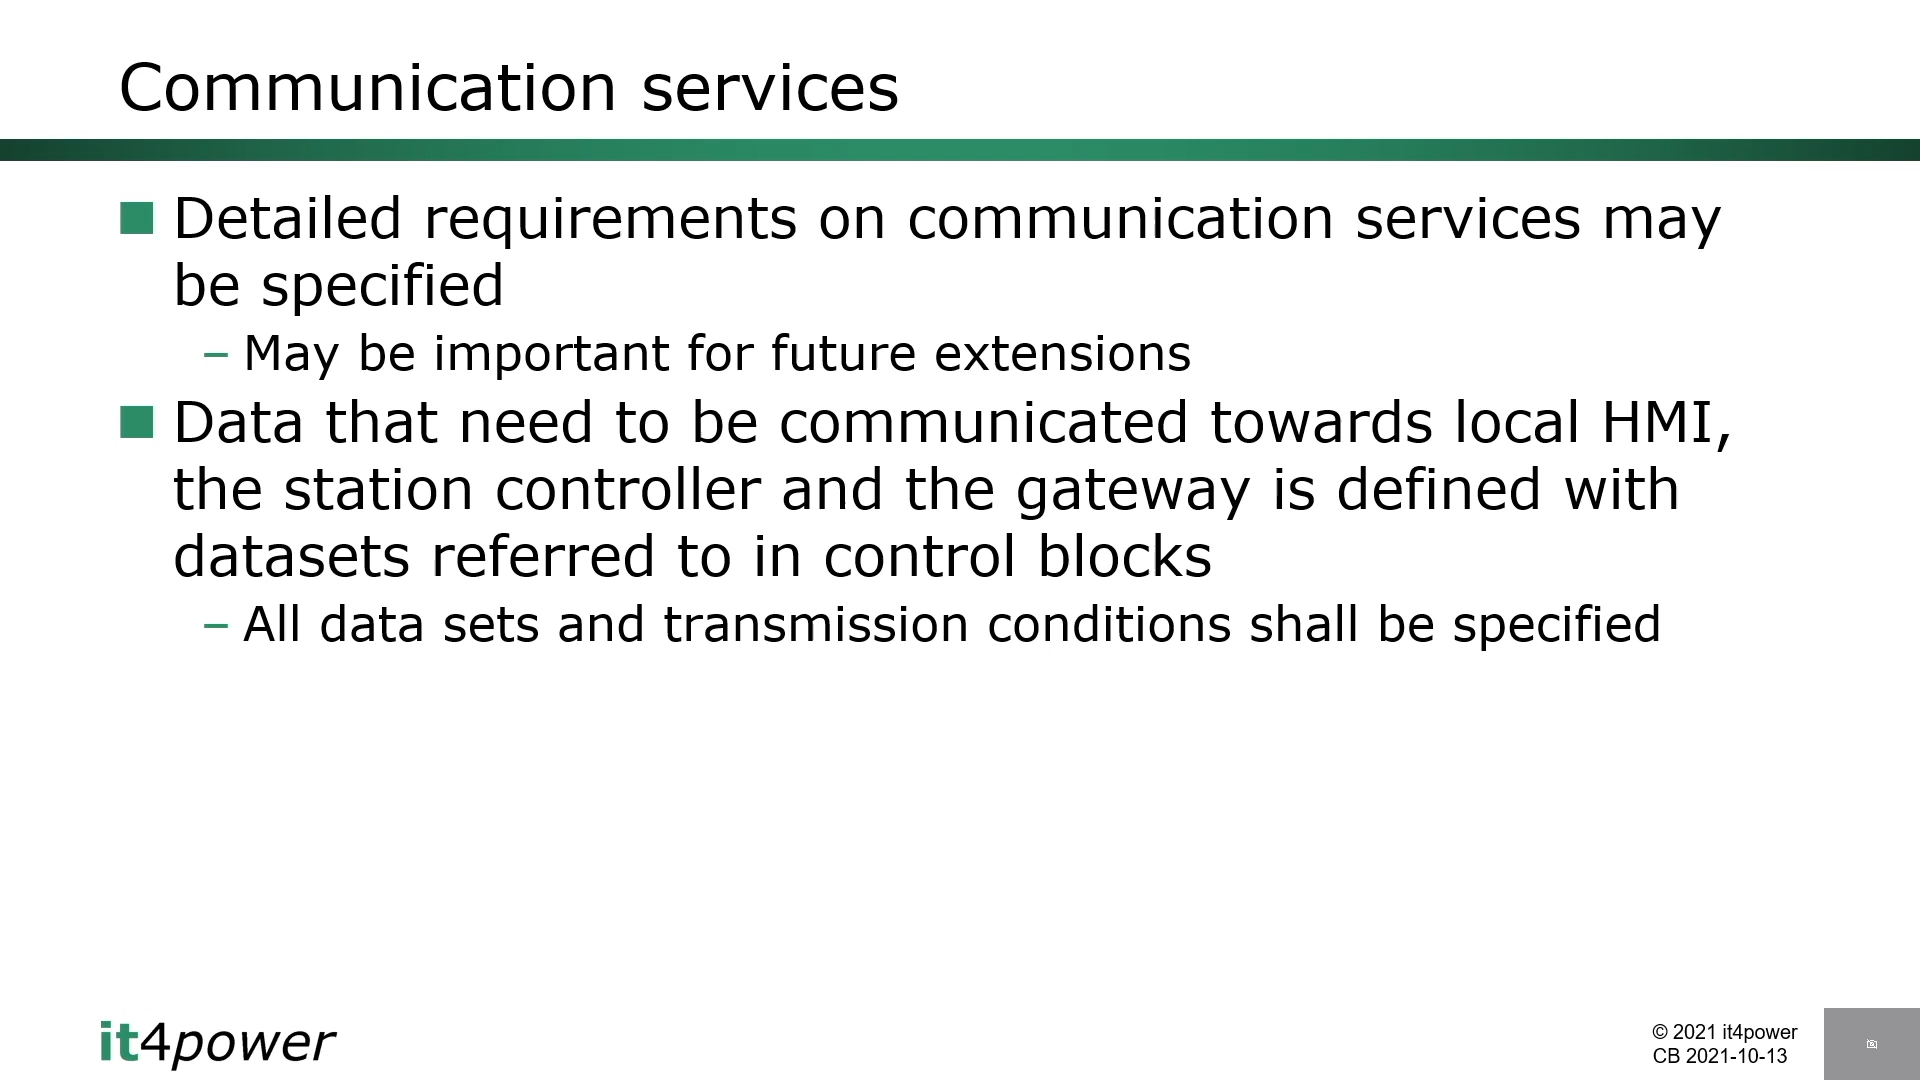 Communication services
Detailed requirements on communication services may
be specified
– May be important for future extensions
Data that need to be communicated towards local HMI,
the station controller and the gateway is defined with
datasets referred to in control blocks
– All data sets and transmission conditions shall be specified
it4power
© 2021 it4power
CB 2021-10-13